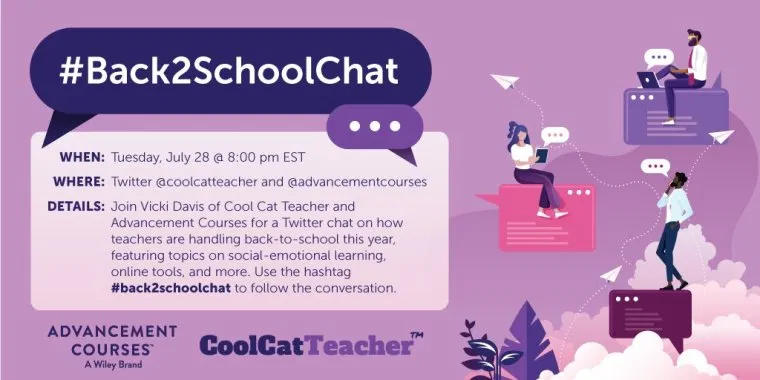 #Back2SchoolChat
WHEN: Tuesday, July 28 @ 8:00 pm EST
WHERE: Twitter @coolcatteacher and @advancementcourses
DETAILS: Join Vicki Davis of Cool Cat Teacher and
Advancement Courses for a Twitter chat on how
teachers are handling back-to-school this year,
featuring topics on social-emotional learning,
online tools, and more. Use the hashtag
#back2schoolchat to follow the conversation.
ADVANCEMENT
COURSES™
A Wiley Brand
CoolCatTeacher™